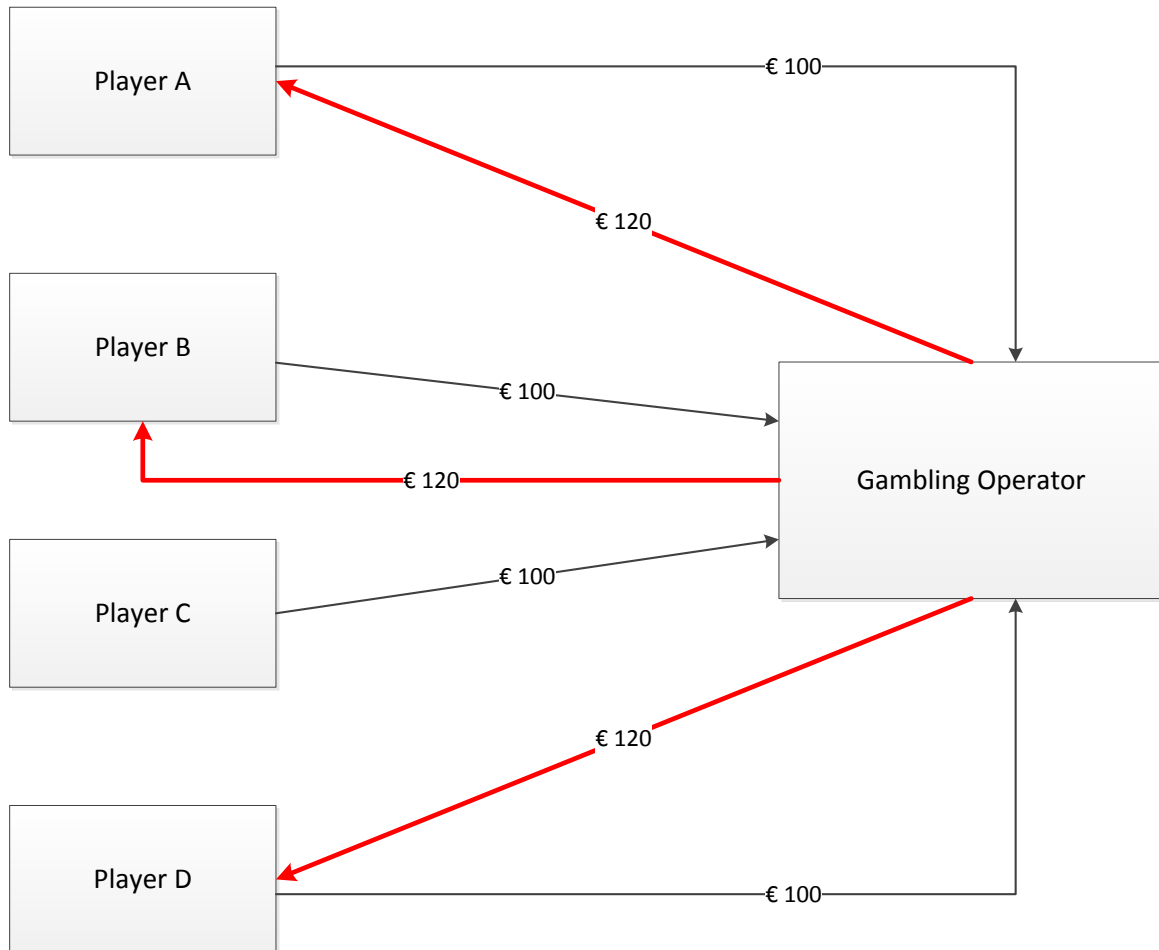 Player A
€ 100
€ 120
Player B
€ 100
Gambling Operator
€ 120
Player C
€ 100
€ 120
Player D
€ 100